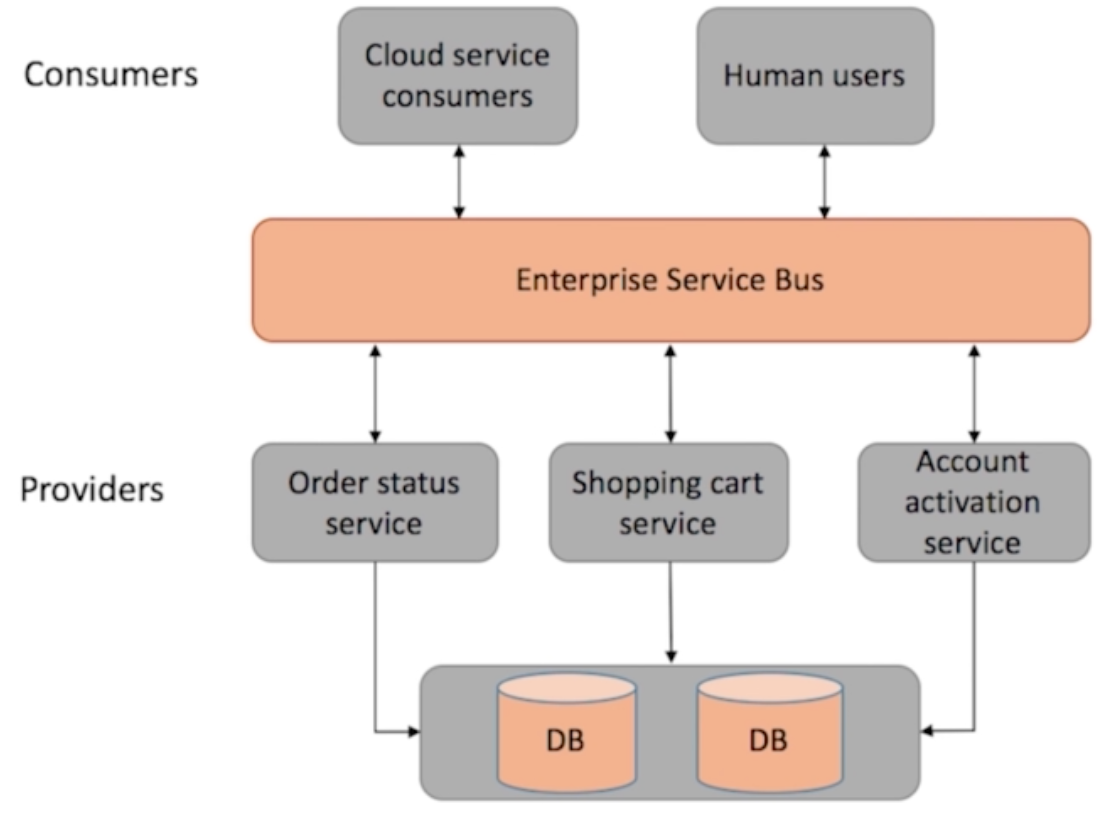 Consumers
Cloud service
consumers
Human users
Enterprise Service Bus
Providers
Order status
service
Shopping cart
service
Account
activation
service
DB
DB